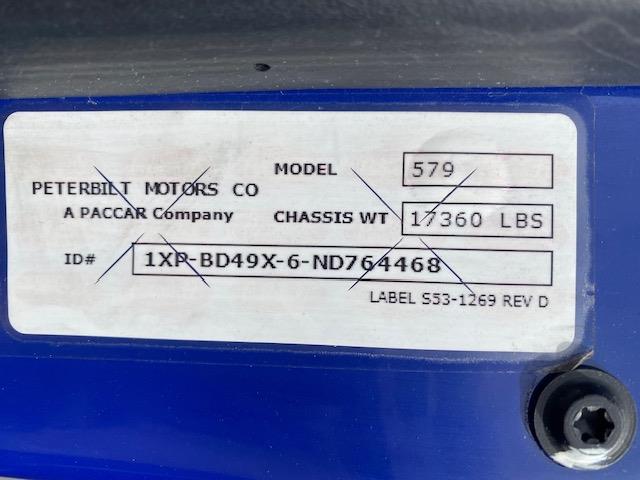 MODEL 579
PETERBILT MOTORS CO
A PACCAR Company CHASSIS WT 17360 LBS
ID# 1XP-BD49X-6-ND764468
LABEL S53-1269 REV D